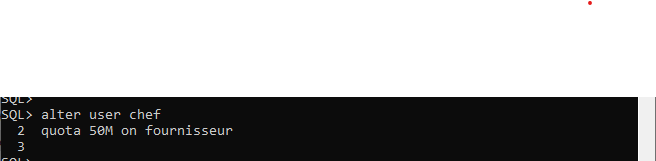 SQL>
SQL> alter user chef
2 quota 50M on fournisseur
3
SQL>